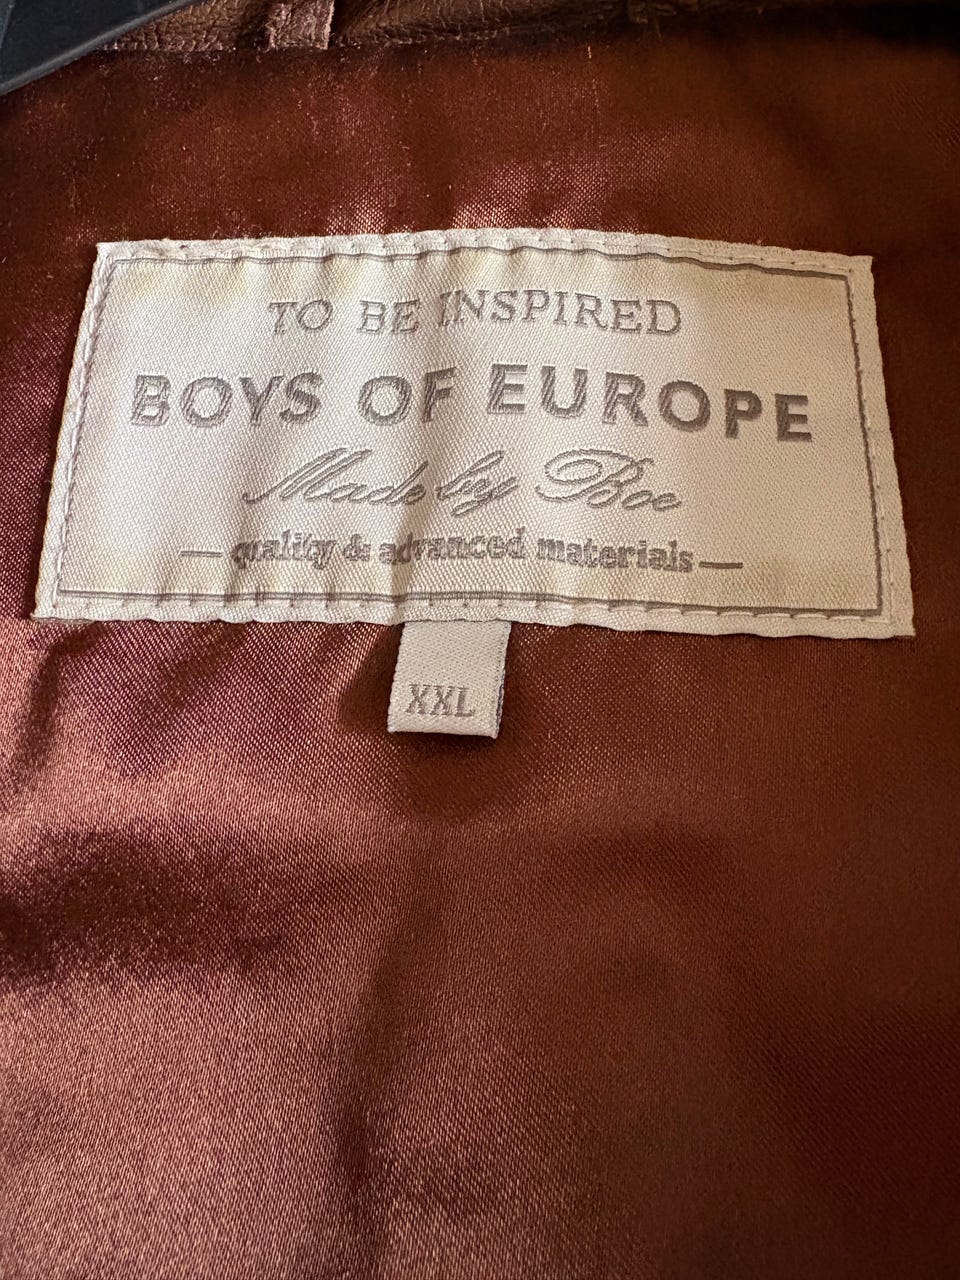 TO BE INSPIRED
BOYS OF EUROPE
Made by Boe
— quality & advanced materials —
XXL